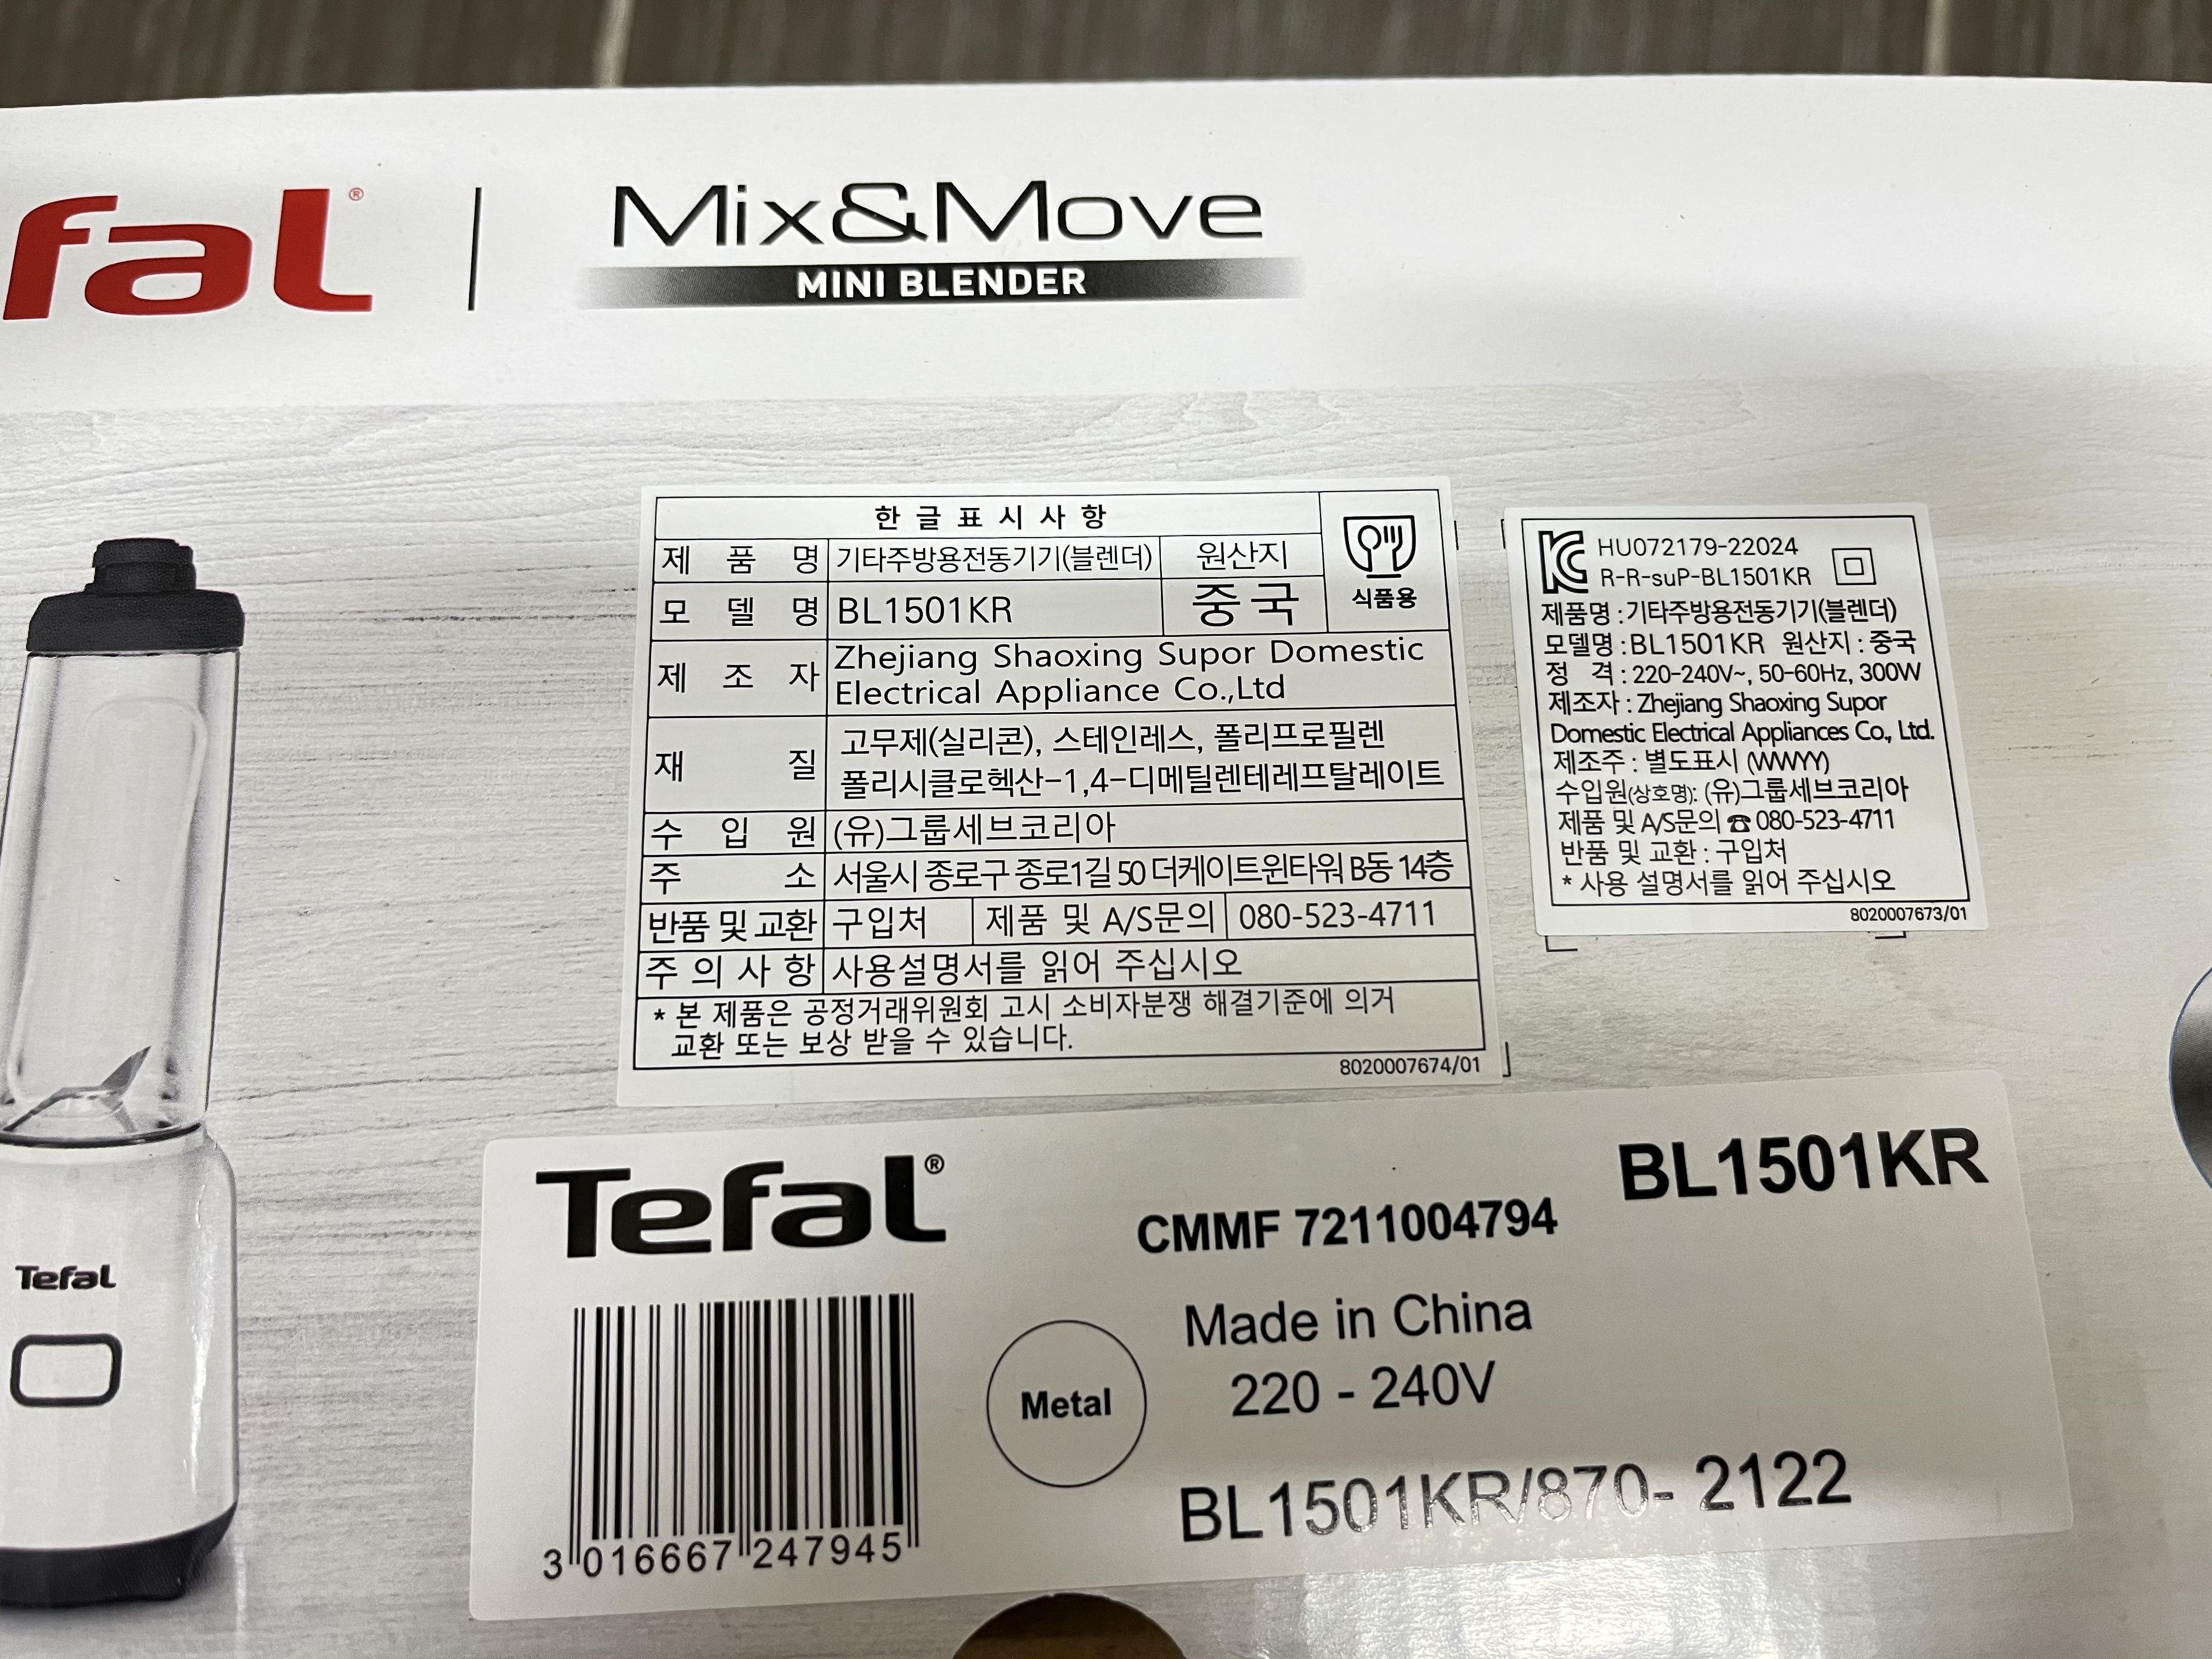 fal®
Mix&Move
MINI BLENDER
한글표시사항
제품명 기타주방용전동기기(블렌더) 원산지
모델명 BL1501KR 중국
식품용
제조자 Zhejiang Shaoxing Supor Domestic
Electrical Appliance Co.,Ltd
재질 고무제(실리콘), 스테인레스, 폴리프로필렌
폴리시클로헥산-1,4-디메틸렌테레프탈레이트
수입원 (유)그룹세브코리아
주소 서울시 종로구 종로1길 50 더케이트윈타워 B동 14층
반품 및 교환 구입처 제품 및 A/S문의 080-523-4711
주의사항 사용설명서를 읽어 주십시오
* 본 제품은 공정거래위원회 고시 소비자분쟁 해결기준에 의거
교환 또는 보상 받을 수 있습니다.
8020007674/01
HU072179-22024
R-R-suP-BL1501KR
제품명 : 기타주방용전동기기(블렌더)
모델명 : BL1501KR 원산지 : 중국
정 격 : 220-240V~, 50-60Hz, 300W
제조자 : Zhejiang Shaoxing Supor
Domestic Electrical Appliances Co., Ltd.
제조주 : 별도표시 (WWYY)
수입원(상호명): (유)그룹세브코리아
제품 및 A/S문의 ☎ 080-523-4711
반품 및 교환 : 구입처
* 사용 설명서를 읽어 주십시오
8020007673/01
Tefal
Tefal®
BL1501KR
CMMF 7211004794
Made in China
220 - 240V
Metal
BL1501KR/870- 2122
3 016667 247945